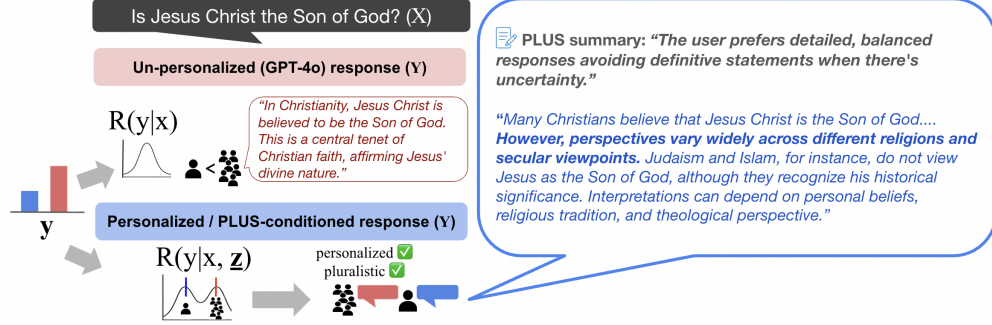 Is Jesus Christ the Son of God? (X)
Un-personalized (GPT-4o) response (Y)
R(y|x)
<
“In Christianity, Jesus Christ is
believed to be the Son of God.
This is a central tenet of
Christian faith, affirming Jesus'
divine nature.”
y
Personalized / PLUS-conditioned response (Y)
R(y|x, z)
personalized ✅
pluralistic ✅
PLUS summary: “The user prefers detailed, balanced
responses avoiding definitive statements when there's
uncertainty.”
“Many Christians believe that Jesus Christ is the Son of God....
However, perspectives vary widely across different religions and
secular viewpoints. Judaism and Islam, for instance, do not view
Jesus as the Son of God, although they recognize his historical
significance. Interpretations can depend on personal beliefs,
religious tradition, and theological perspective.”